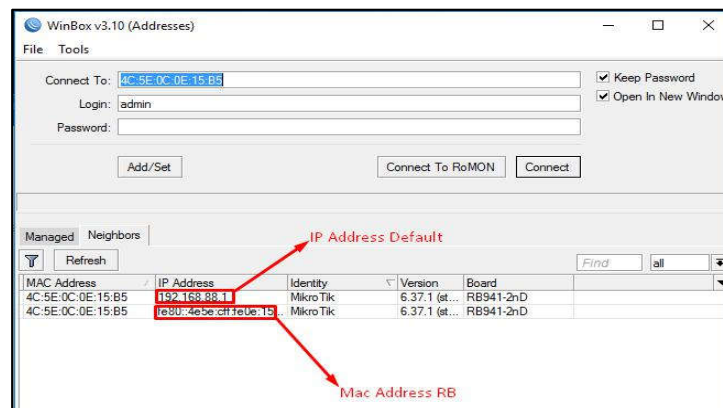 WinBox v3.10 (Addresses)
File Tools
Connect To: 4C:5E:0C:0E:15:B5
Keep Password
Login: admin
Open In New Window
Password:
Add/Set Connect To RoMON Connect
Managed Neighbors
IP Address Default
Refresh Find all
MAC Address IP Address Identity Version Board
4C:5E:0C:0E:15:B5 192.168.88.1 MikroTik 6.37.1 (st... RB941-2nD
4C:5E:0C:0E:15:B5 fe80::4e5e:cff:fe0e:15... MikroTik 6.37.1 (st... RB941-2nD
Mac Address RB